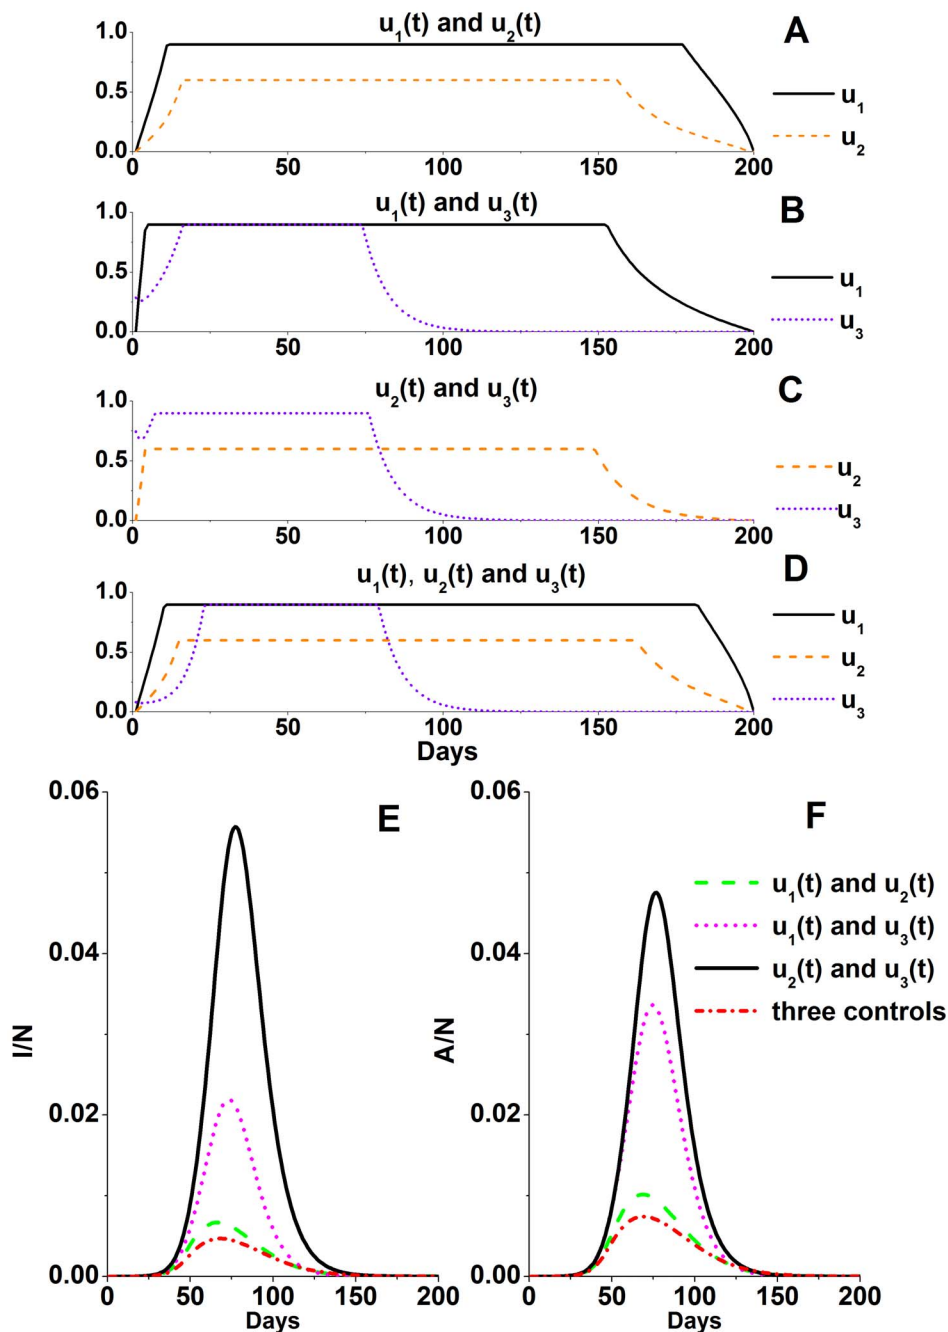 u₁(t) and u₂(t)
A
1.0
0.5
0.0
0
50
100
150
200
u₁
u₂
u₁(t) and u₃(t)
B
1.0
0.5
0.0
0
50
100
150
200
u₁
u₃
u₂(t) and u₃(t)
C
1.0
0.5
0.0
0
50
100
150
200
u₂
u₃
u₁(t), u₂(t) and u₃(t)
D
1.0
0.5
0.0
0
50
100
150
200
Days
u₁
u₂
u₃
E
0.06
0.04
0.02
0.00
I/N
0
50
100
150
200
Days
F
0.06
0.04
0.02
0.00
A/N
0
50
100
150
200
Days
u₁(t) and u₂(t)
u₁(t) and u₃(t)
u₂(t) and u₃(t)
three controls